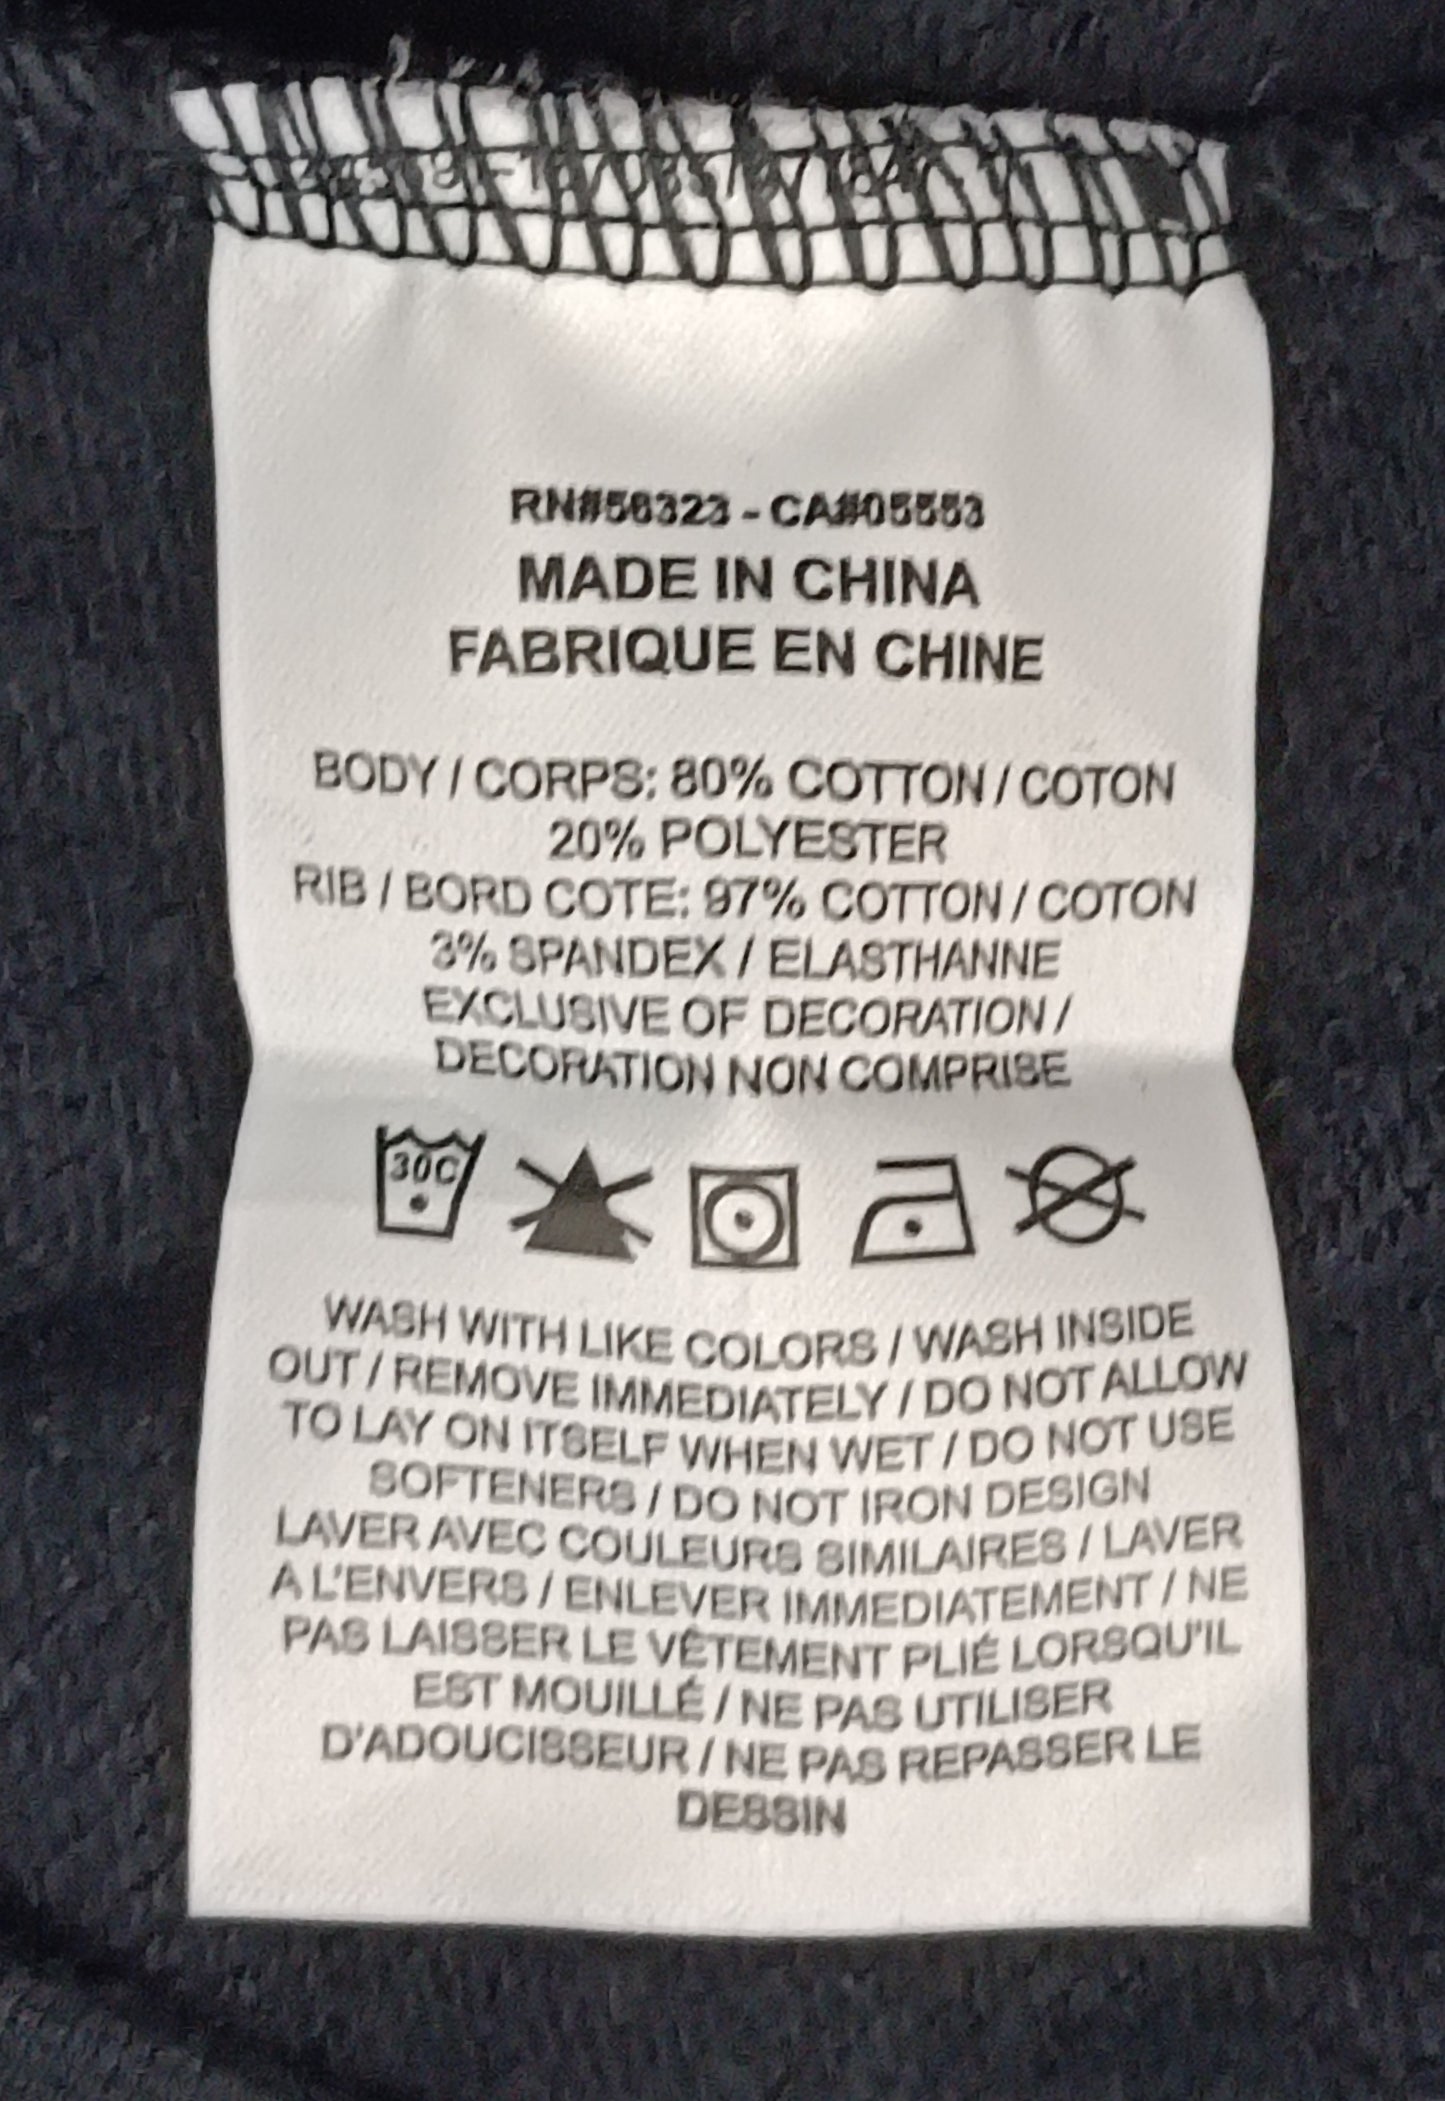 RN#56323 - CA#05553
MADE IN CHINA
FABRIQUE EN CHINE
BODY / CORPS: 80% COTTON / COTON
20% POLYESTER
RIB / BORD COTE: 97% COTTON / COTON
3% SPANDEX / ELASTHANNE
EXCLUSIVE OF DECORATION /
DECORATION NON COMPRISE
30C
WASH WITH LIKE COLORS / WASH INSIDE
OUT / REMOVE IMMEDIATELY / DO NOT ALLOW
TO LAY ON ITSELF WHEN WET / DO NOT USE
SOFTENERS / DO NOT IRON DESIGN
LAVER AVEC COULEURS SIMILAIRES / LAVER
A L'ENVERS / ENLEVER IMMEDIATEMENT / NE
PAS LAISSER LE VÊTEMENT PLIÉ LORSQU'IL
EST MOUILLÉ / NE PAS UTILISER
D'ADOUCISSEUR / NE PAS REPASSER LE
DESSIN